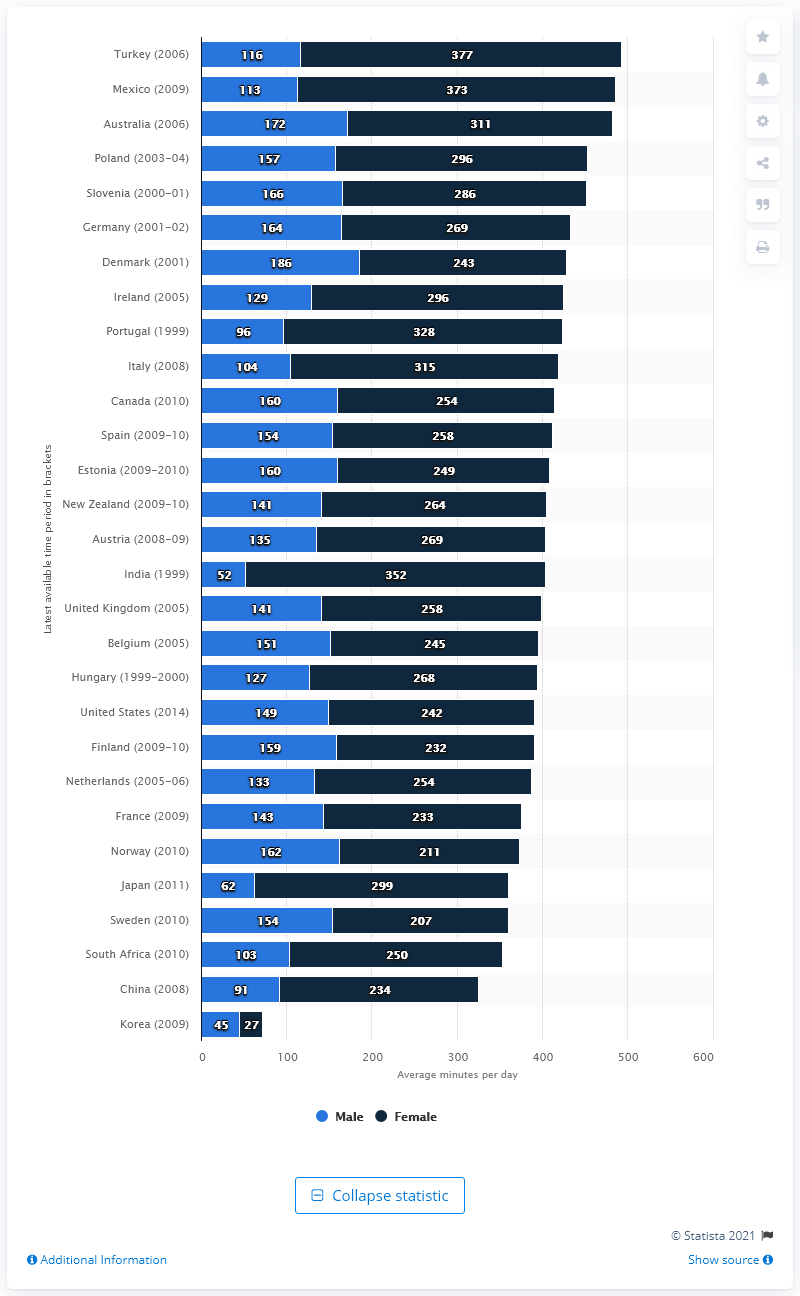 Turkey (2006) 116 377
Mexico (2009) 113 373
Australia (2006) 172 311
Poland (2003-04) 157 296
Slovenia (2000-01) 166 286
Germany (2001-02) 164 269
Denmark (2001) 186 243
Ireland (2005) 129 296
Portugal (1999) 96 328
Italy (2008) 104 315
Canada (2010) 160 254
Spain (2009-10) 154 258
Estonia (2009-2010) 160 249
New Zealand (2009-10) 141 264
Austria (2008-09) 135 269
India (1999) 52 352
United Kingdom (2005) 141 258
Belgium (2005) 151 245
Hungary (1999-2000) 127 268
United States (2014) 149 242
Finland (2009-10) 159 232
Netherlands (2005-06) 133 254
France (2009) 143 233
Norway (2010) 162 211
Japan (2011) 62 299
Sweden (2010) 154 207
South Africa (2010) 103 250
China (2008) 91 234
Korea (2009) 45 27
Latest available time period in brackets
0 100 200 300 400 500 600
Average minutes per day
Male Female
Collapse statistic
© Statista 2021
Additional Information Show source